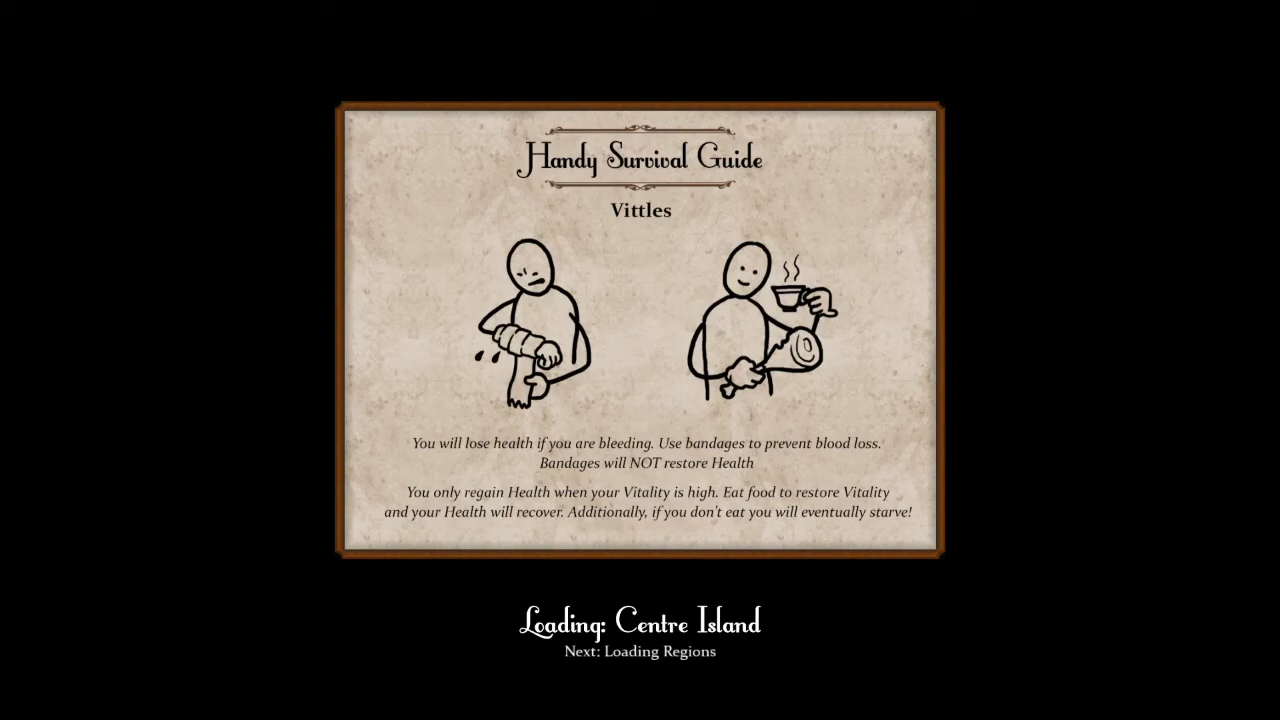 Handy Survival Guide
Vittles
You will lose health if you are bleeding. Use bandages to prevent blood loss.
Bandages will NOT restore Health
You only regain Health when your Vitality is high. Eat food to restore Vitality
and your Health will recover. Additionally, if you don't eat you will eventually starve!
Loading: Centre Island
Next: Loading Regions